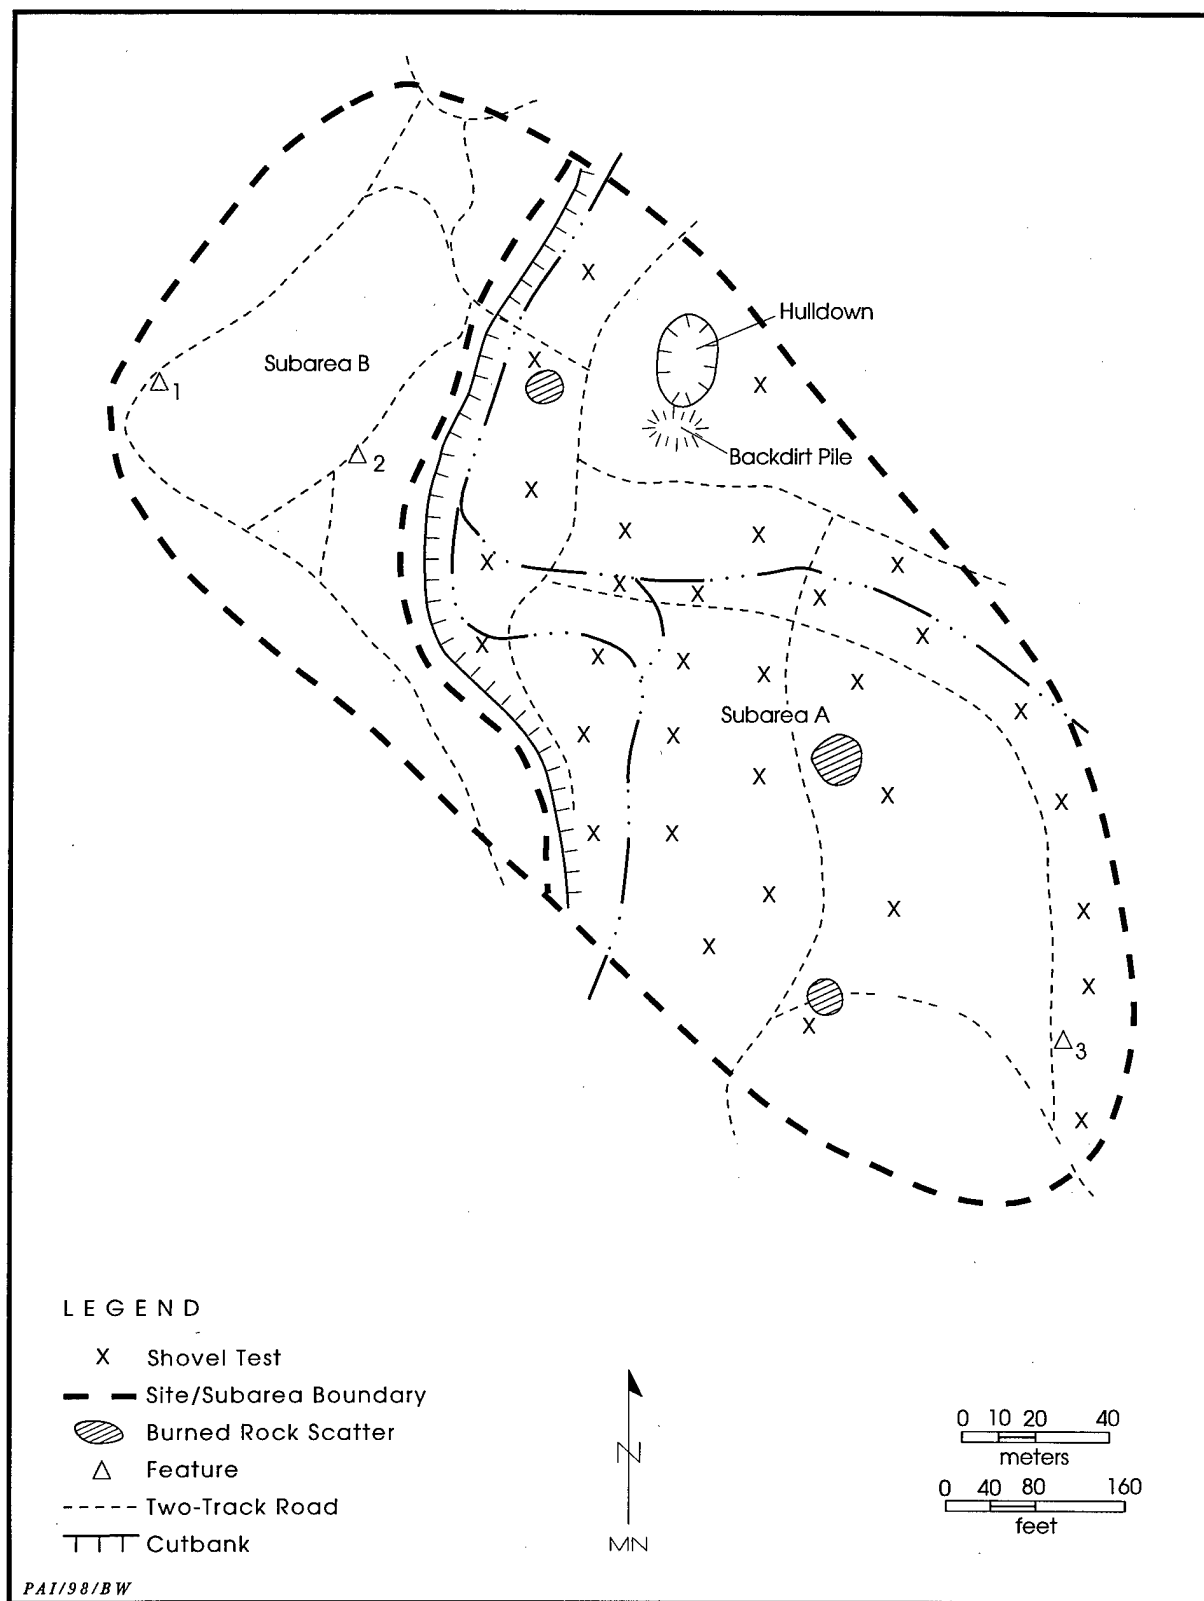 Hulldown
Subarea B
1
Backdirt Pile
2
Subarea A
3
LEGEND
X Shovel Test
Site/Subarea Boundary
Burned Rock Scatter
Feature
Two-Track Road
Cutbank
N
MN
0 10 20 40
meters
0 40 80 160
feet
PAI/98/BW